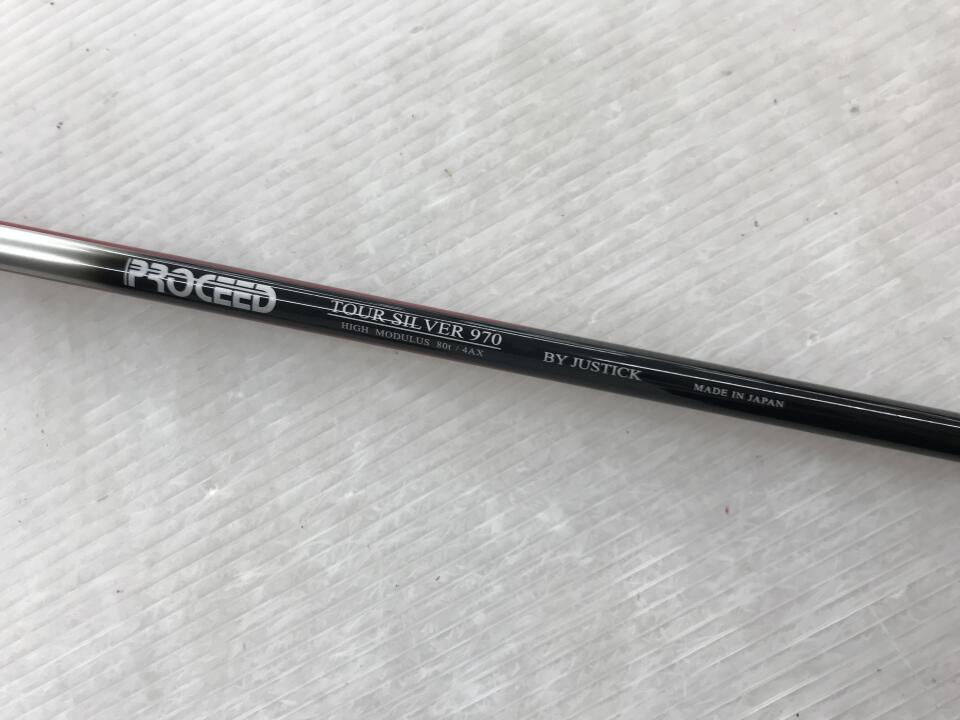 PROCEED
TOUR SILVER 970
HIGH MODULUS 80t / 4AX
BY JUSTICK
MADE IN JAPAN